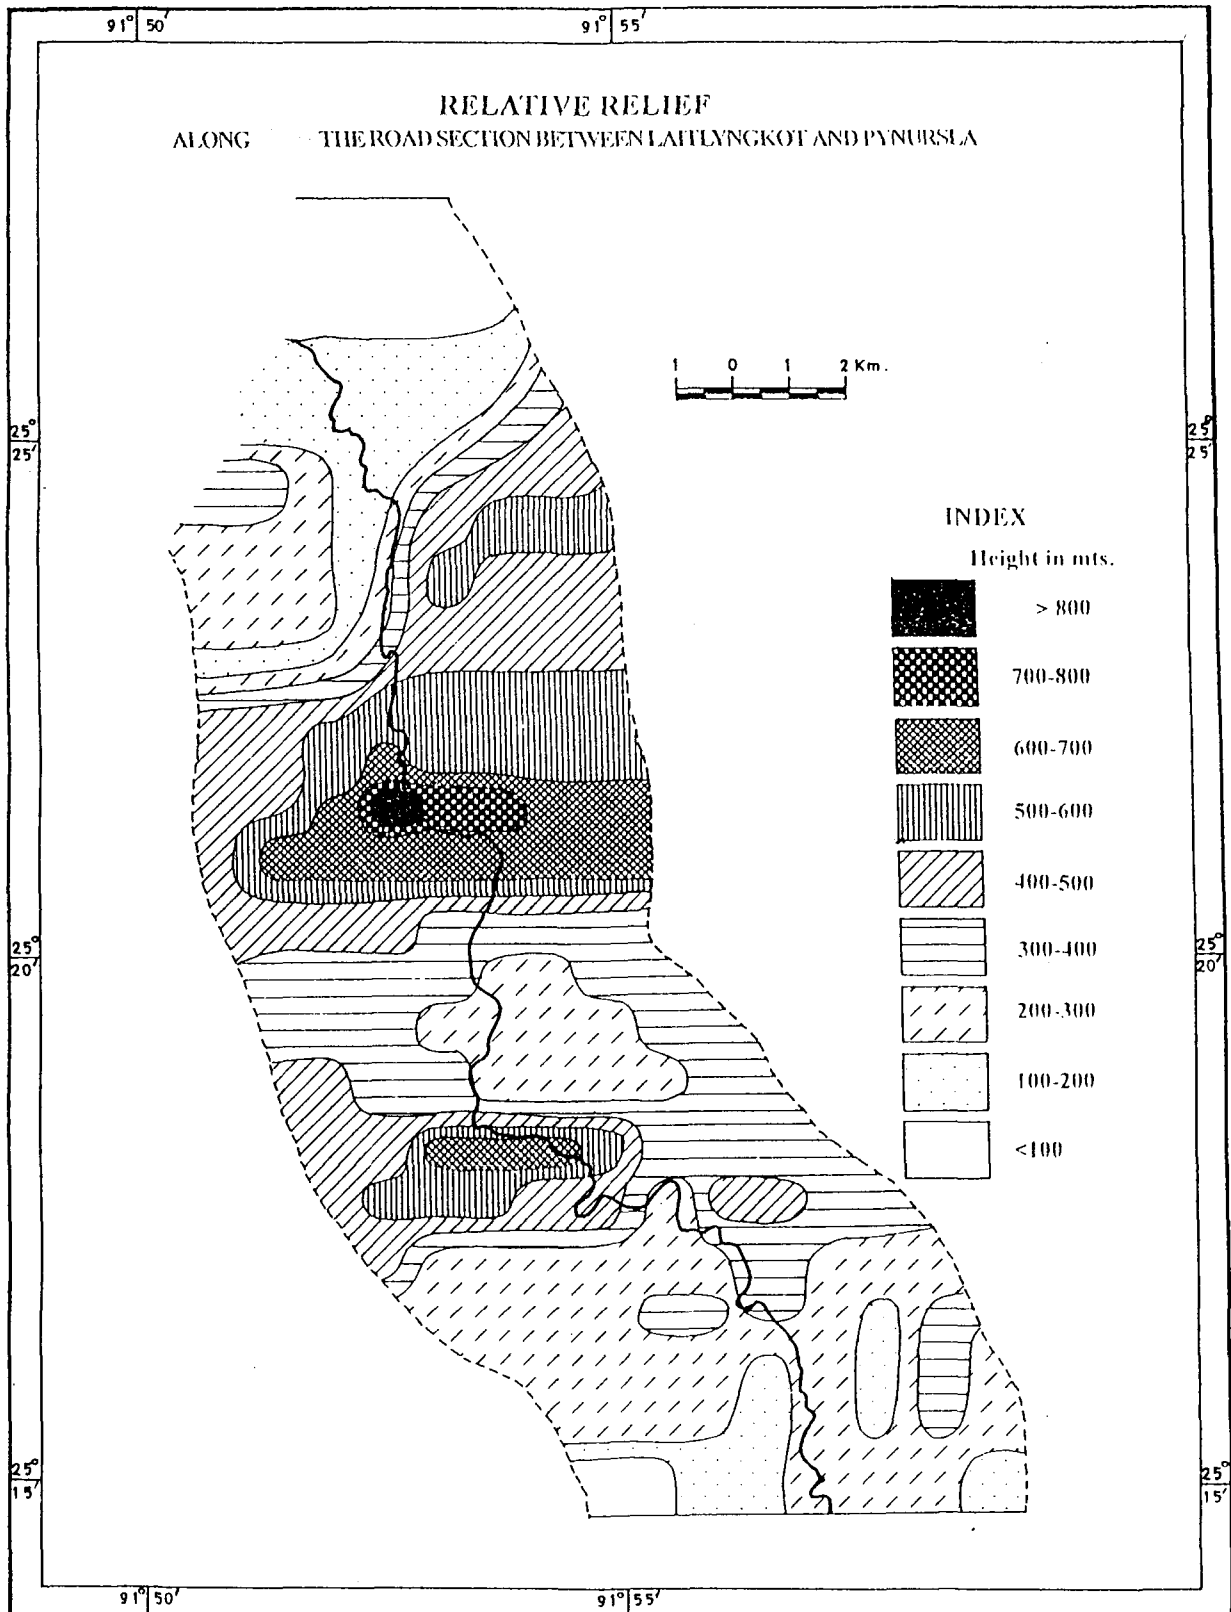 91° 50' 91° 55'
RELATIVE RELIEF
ALONG THE ROAD SECTION BETWEEN LAITLYNGKOT AND PYNURSLA
1 0 1 2 Km.
25° 25' 25° 25'
INDEX
Height in mts.
> 800
700-800
600-700
500-600
400-500
300-400
200-300
100-200
<100
25° 20' 25° 20'
25° 15' 25° 15'
91° 50' 91° 55'